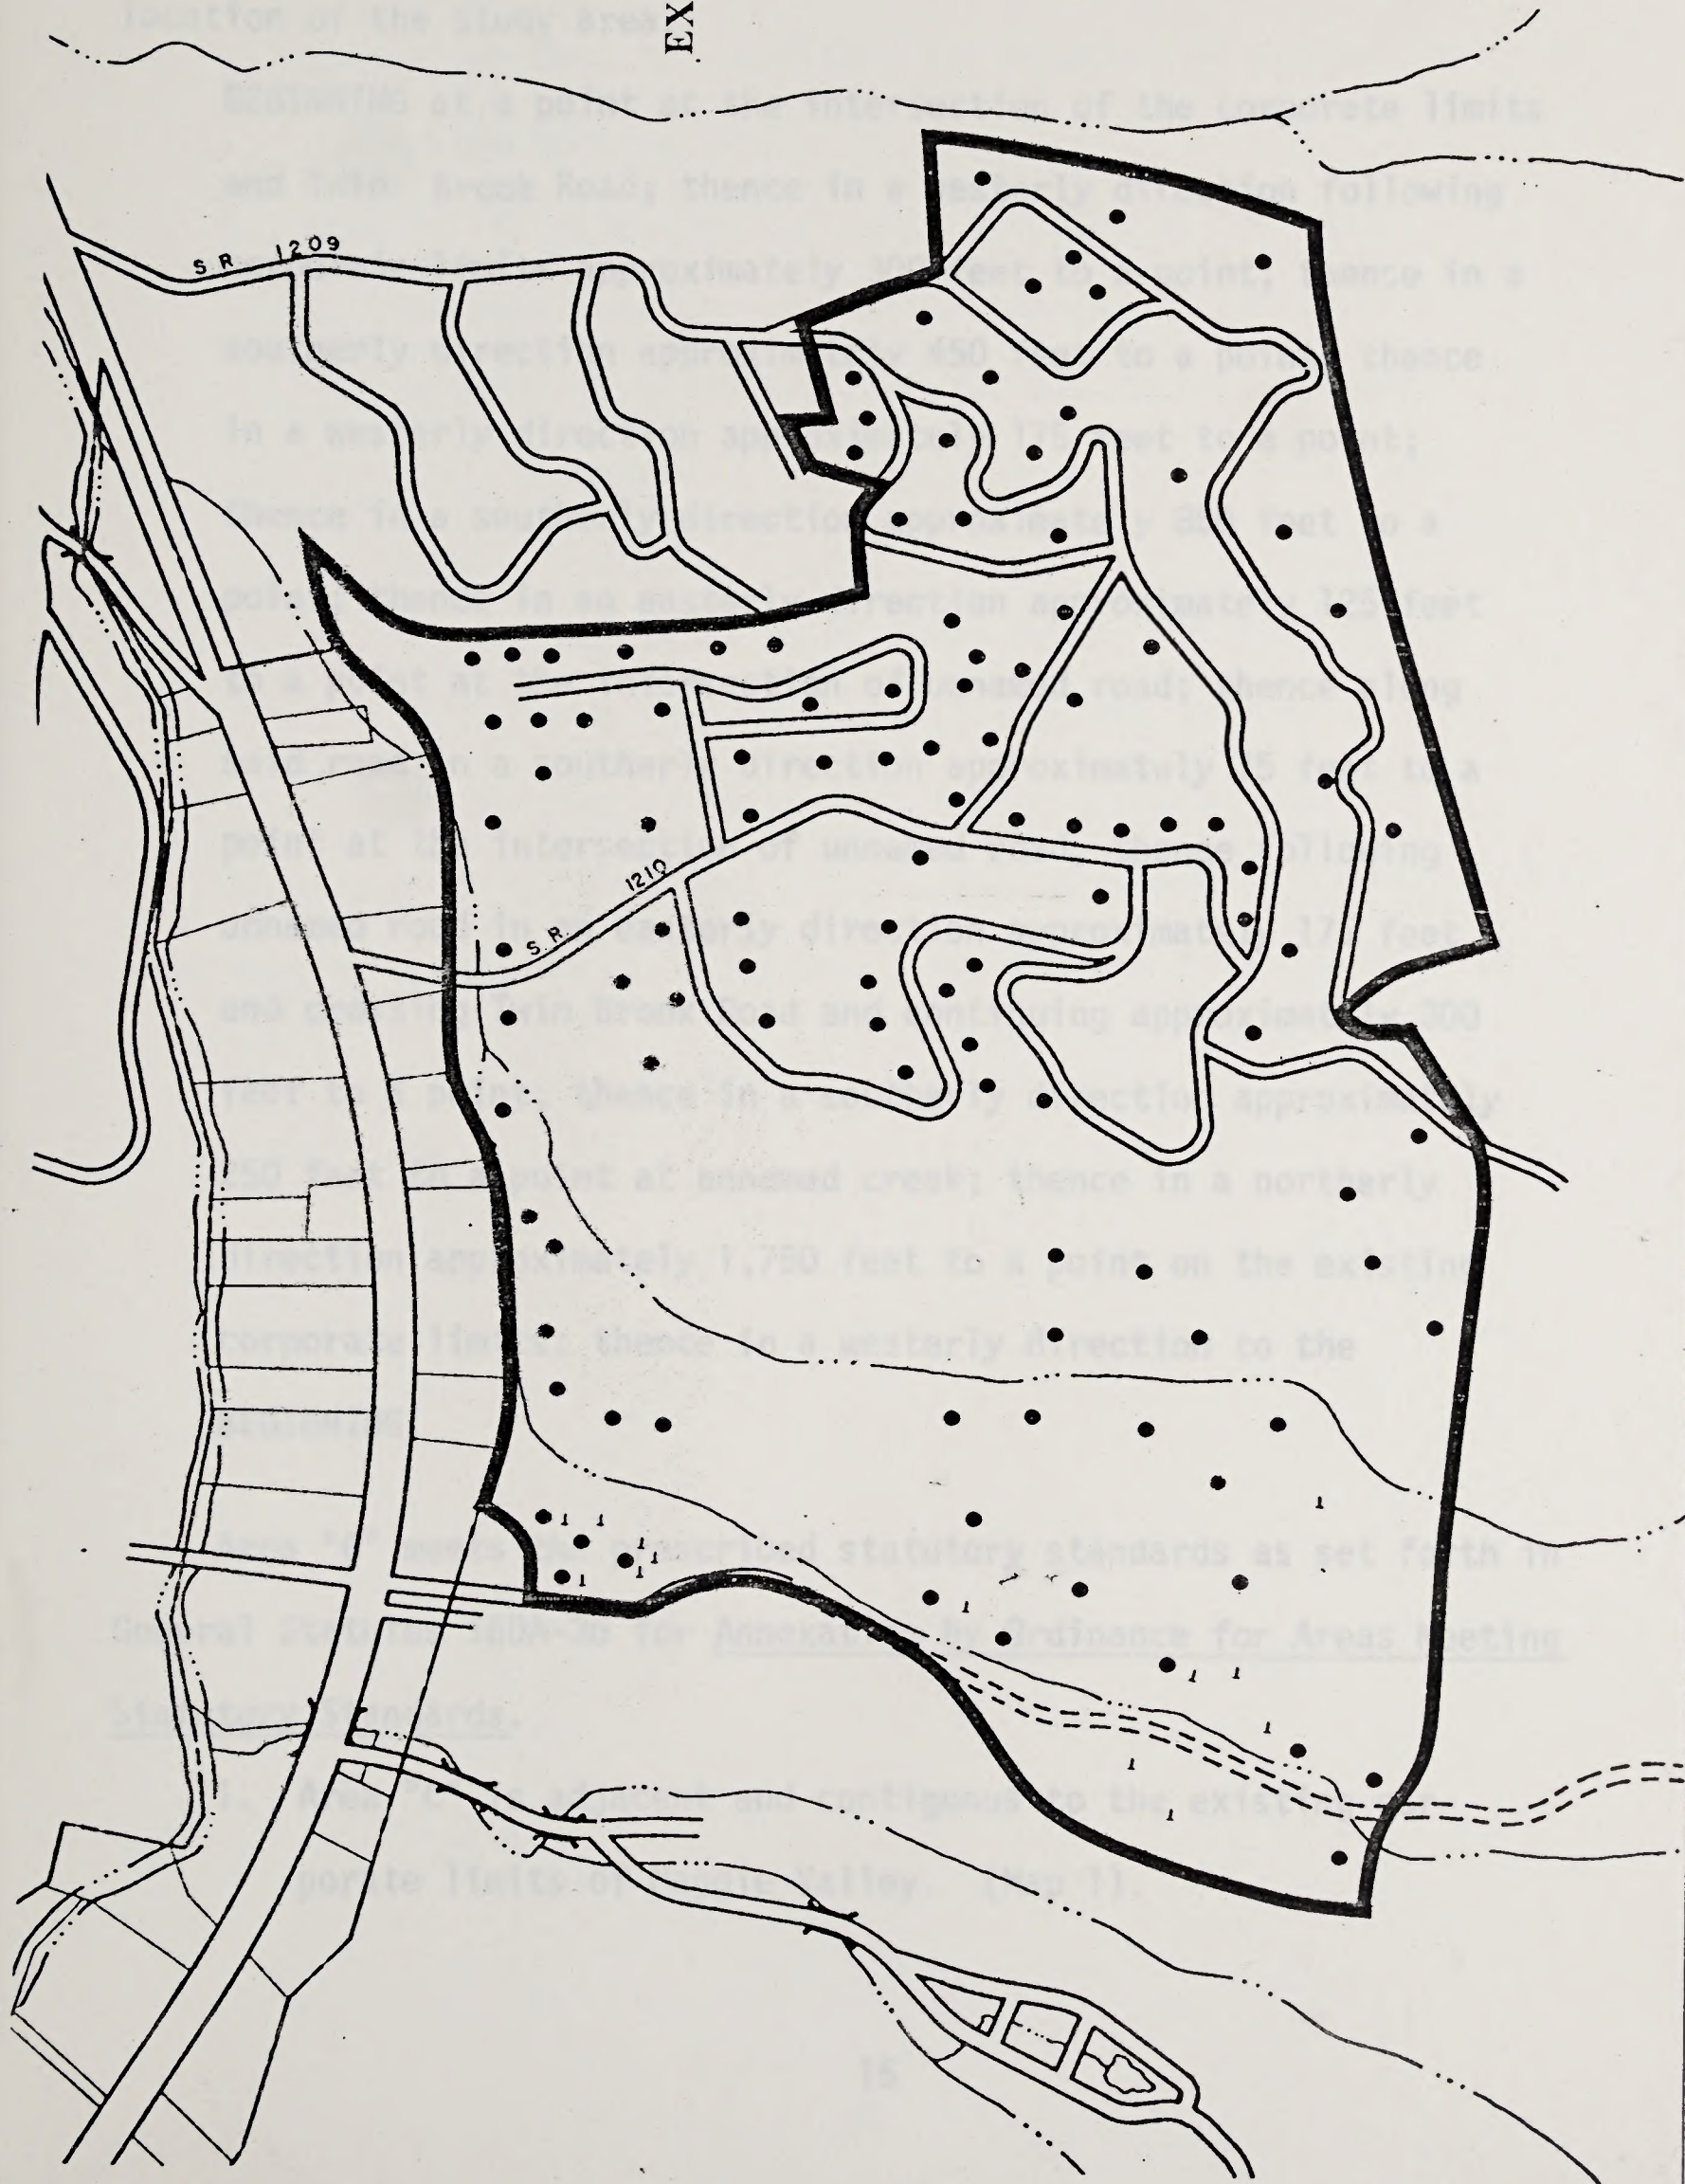 location of the study area
EX
BEGINNING at a point at the intersection of the corporate limits
and Twin Brook Road; thence in a westerly direction following
approximately 300 feet to a point; thence in a
S R 1209
southerly direction approximately 450 feet to a point; thence
in a westerly direction approximately 175 feet to a point;
thence in a southerly direction approximately feet to a
point; thence in an easterly direction approximately 125 feet
to a point at the intersection of unnamed road; thence along
said road in a southerly direction approximately feet to a
point at the intersection of unnamed thence following
S R 1210
unnamed road in an easterly direction approximately feet
and crossing Twin Brook Road and continuing approximately 300
feet to a point; thence in a southerly direction approximately
feet to a point at unnamed creek; thence in a northerly
direction approximately 1,750 feet to a point on the existing
corporate limits; thence in a westerly direction to the
BEGINNING.
Area "C" meets the prescribed statutory standards as set forth in
General Statutes 160A-36 for Annexation by Ordinance for Areas Meeting
Statutory Standards.
1. Area "C" is adjacent and contiguous to the existing cor-
porate limits of Maggie Valley. (Map 1).
15